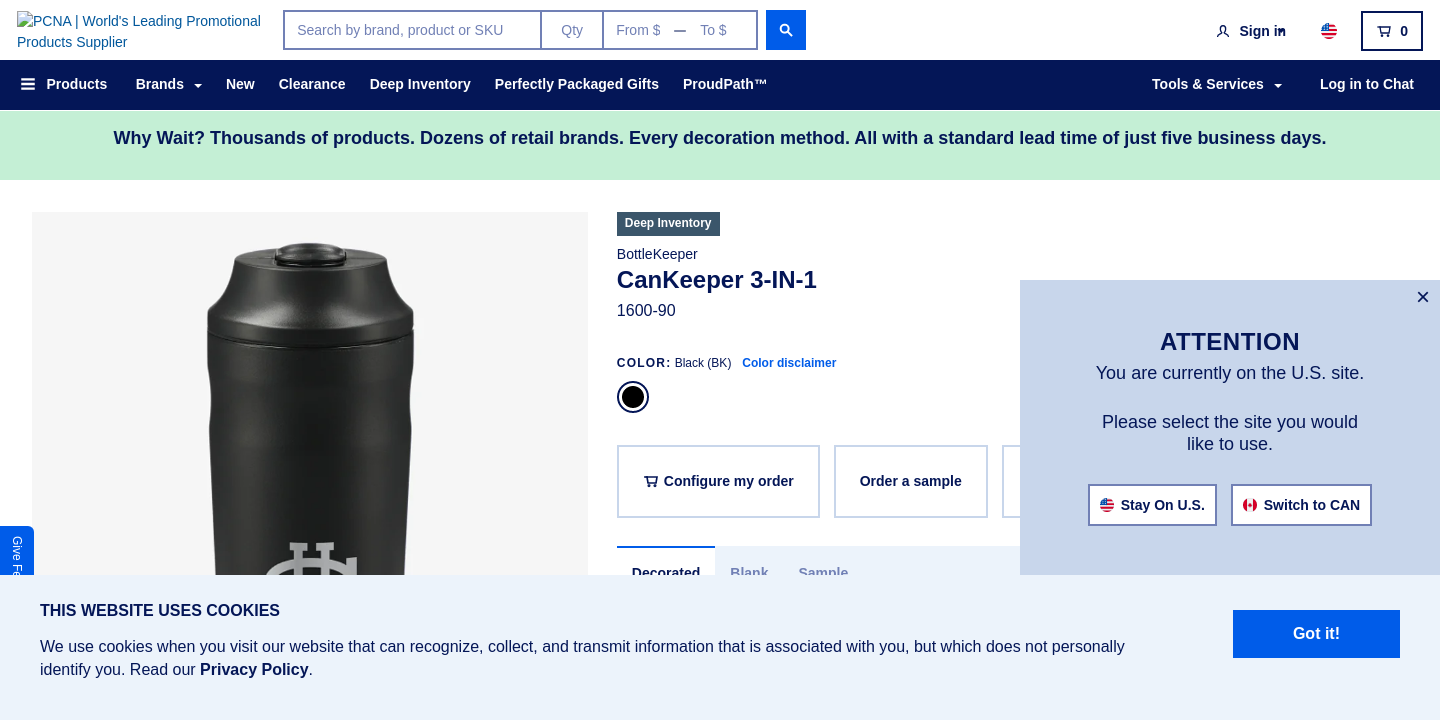 PCNA | World's Leading Promotional
Products Supplier
Search by brand, product or SKU
Qty
From $
To $
Sign in
0
Products
Brands
New
Clearance
Deep Inventory
Perfectly Packaged Gifts
ProudPath™
Tools & Services
Log in to Chat
Why Wait? Thousands of products. Dozens of retail brands. Every decoration method. All with a standard lead time of just five business days.
Deep Inventory
BottleKeeper
CanKeeper 3-IN-1
1600-90
COLOR: Black (BK) Color disclaimer
Configure my order
Order a sample
Decorated
Blank
Sample
ATTENTION
You are currently on the U.S. site.
Please select the site you would
like to use.
Stay On U.S.
Switch to CAN
Give
THIS WEBSITE USES COOKIES
We use cookies when you visit our website that can recognize, collect, and transmit information that is associated with you, but which does not personally
identify you. Read our Privacy Policy.
Got it!